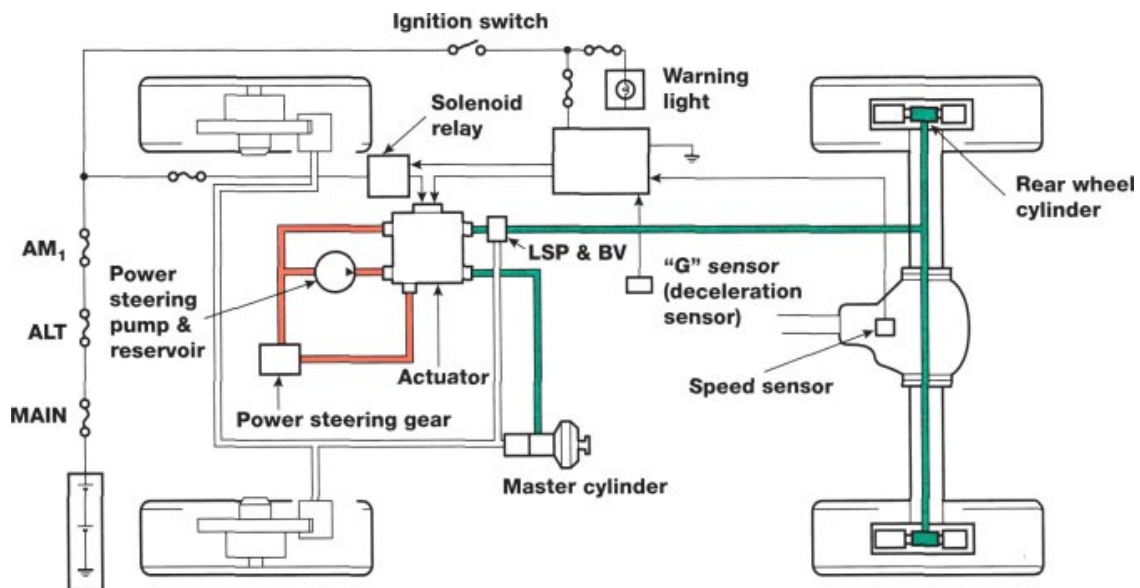 Ignition switch
Warning
light
Solenoid
relay
Rear wheel
cylinder
AM₁
LSP & BV
Power
steering
pump &
reservoir
"G" sensor
(deceleration
sensor)
ALT
Actuator
Speed sensor
MAIN
Power steering gear
Master cylinder